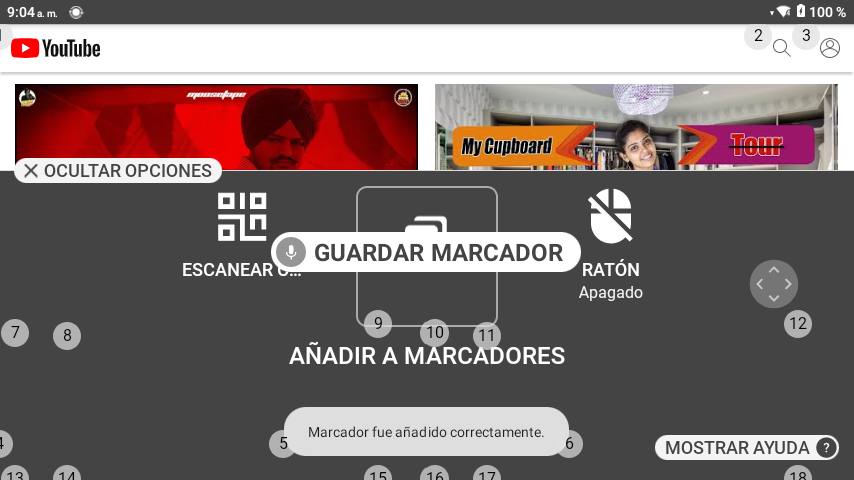 9:04 a. m.
100 %
1
2
3
YouTube
moosetape
My Cupboard
Tour
OCULTAR OPCIONES
GUARDAR MARCADOR
ESCANEAR C…
RATÓN
Apagado
7
8
9
10
11
12
AÑADIR A MARCADORES
4
5
Marcador fue añadido correctamente.
6
MOSTRAR AYUDA ?
13
14
15
16
17
18